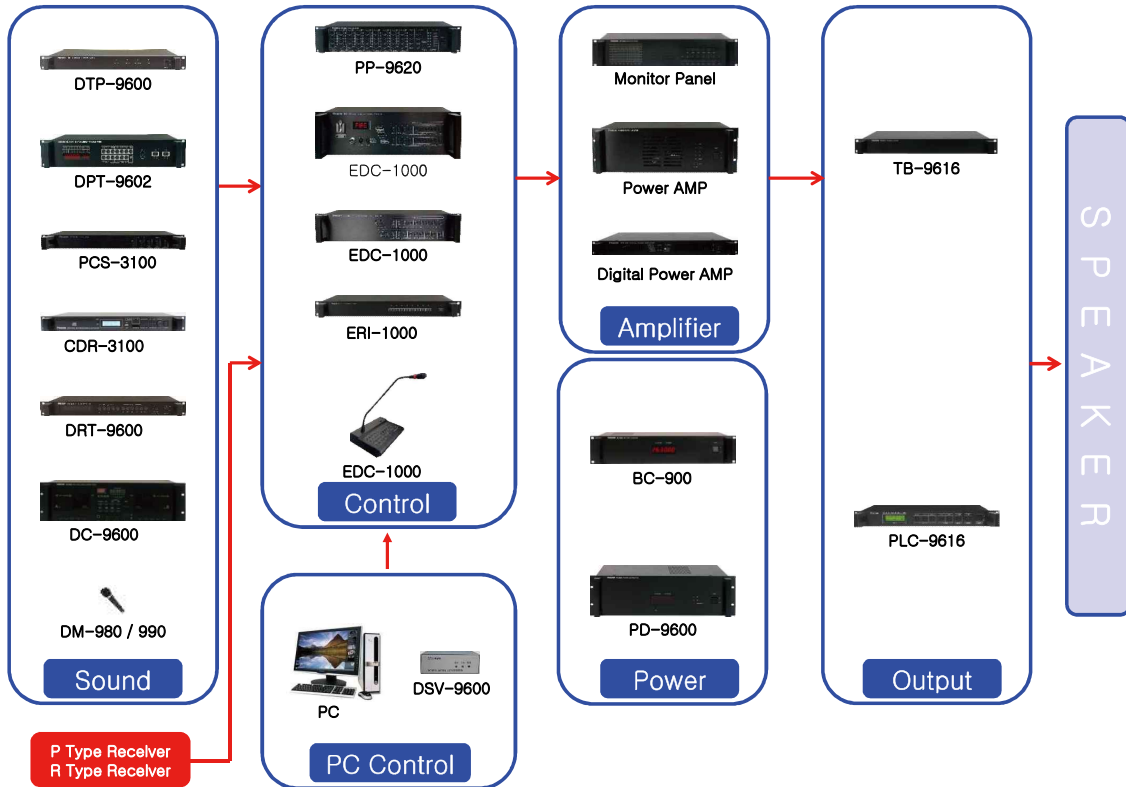 DTP-9600
DPT-9602
PCS-3100
CDR-3100
DRT-9600
DC-9600
DM-980 / 990
Sound
P Type Recelver
R Type Recelver
PP-9620
EDC-1000
EDC-1000
ERI-1000
EDC-1000
Control
PC
DSV-9600
PC Control
Monitor Panel
Power AMP
Digital Power AMP
Amplifier
BC-900
PD-9600
Power
TB-9616
PLC-9616
Output
SPEAKER